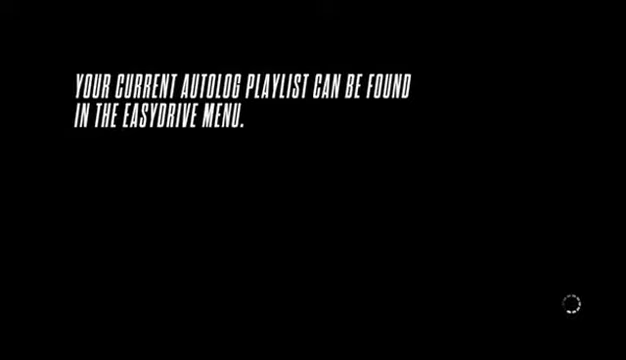 YOUR CURRENT AUTOLOG PLAYLIST CAN BE FOUND
IN THE EASYDRIVE MENU.